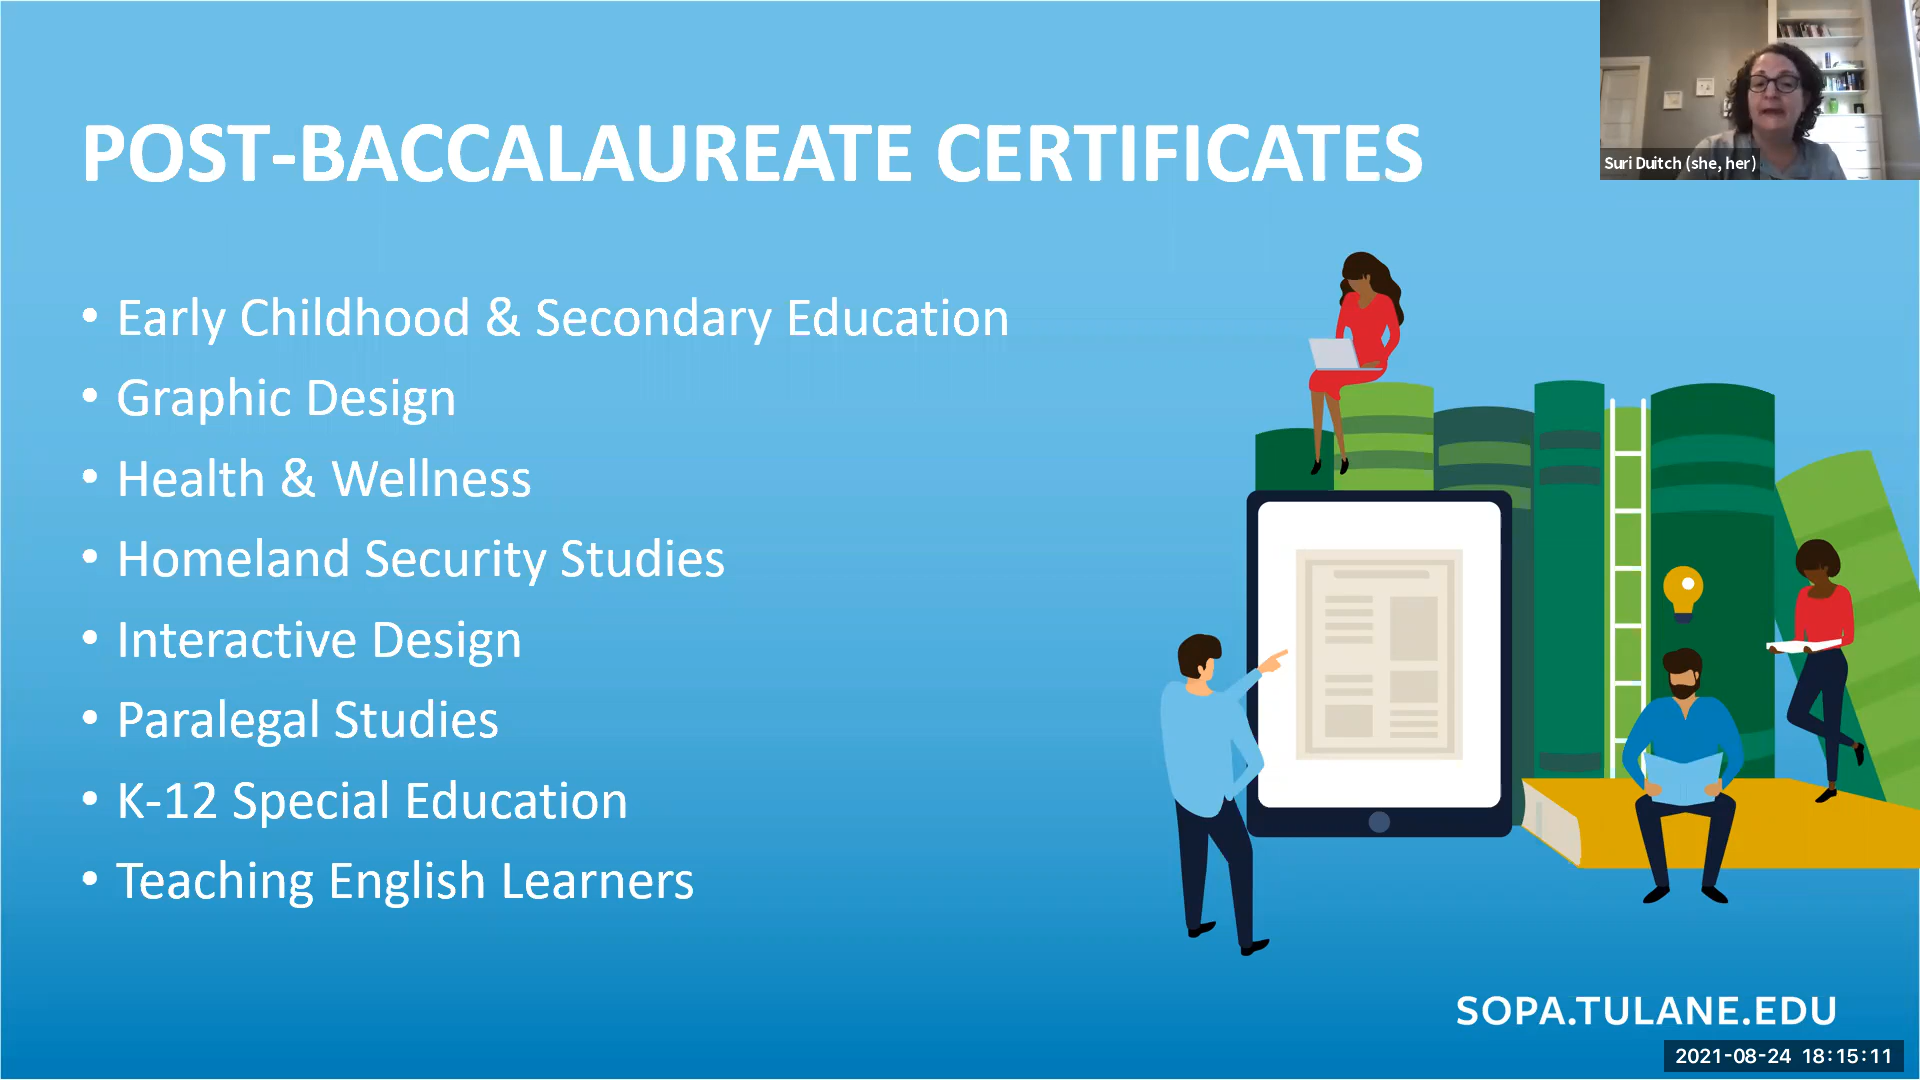 POST-BACCALAUREATE CERTIFICATES
Suri Duitch (she, her)
• Early Childhood & Secondary Education
• Graphic Design
• Health & Wellness
• Homeland Security Studies
• Interactive Design
• Paralegal Studies
• K-12 Special Education
• Teaching English Learners
SOPA.TULANE.EDU
2021-08-24 18:15:11